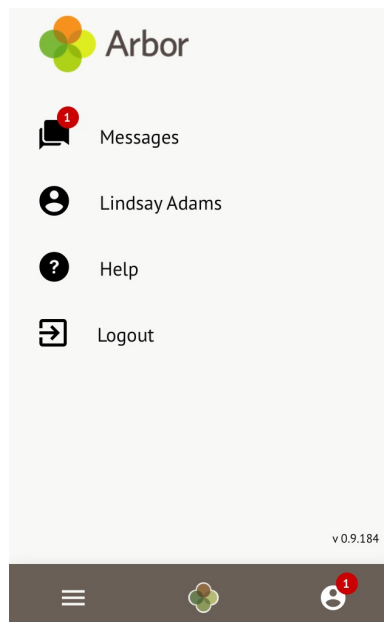 Arbor
1
Messages
Lindsay Adams
?
Help
Logout
v 0.9.184
1